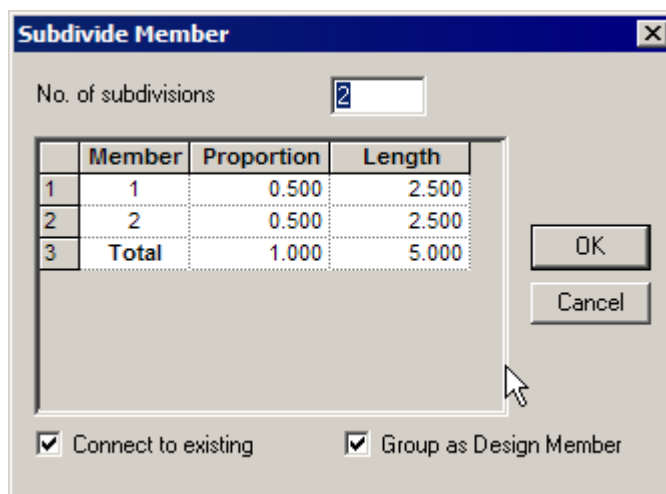 Subdivide Member
No. of subdivisions 2
Member Proportion Length
1 1 0.500 2.500
2 2 0.500 2.500
3 Total 1.000 5.000
OK
Cancel
Connect to existing Group as Design Member